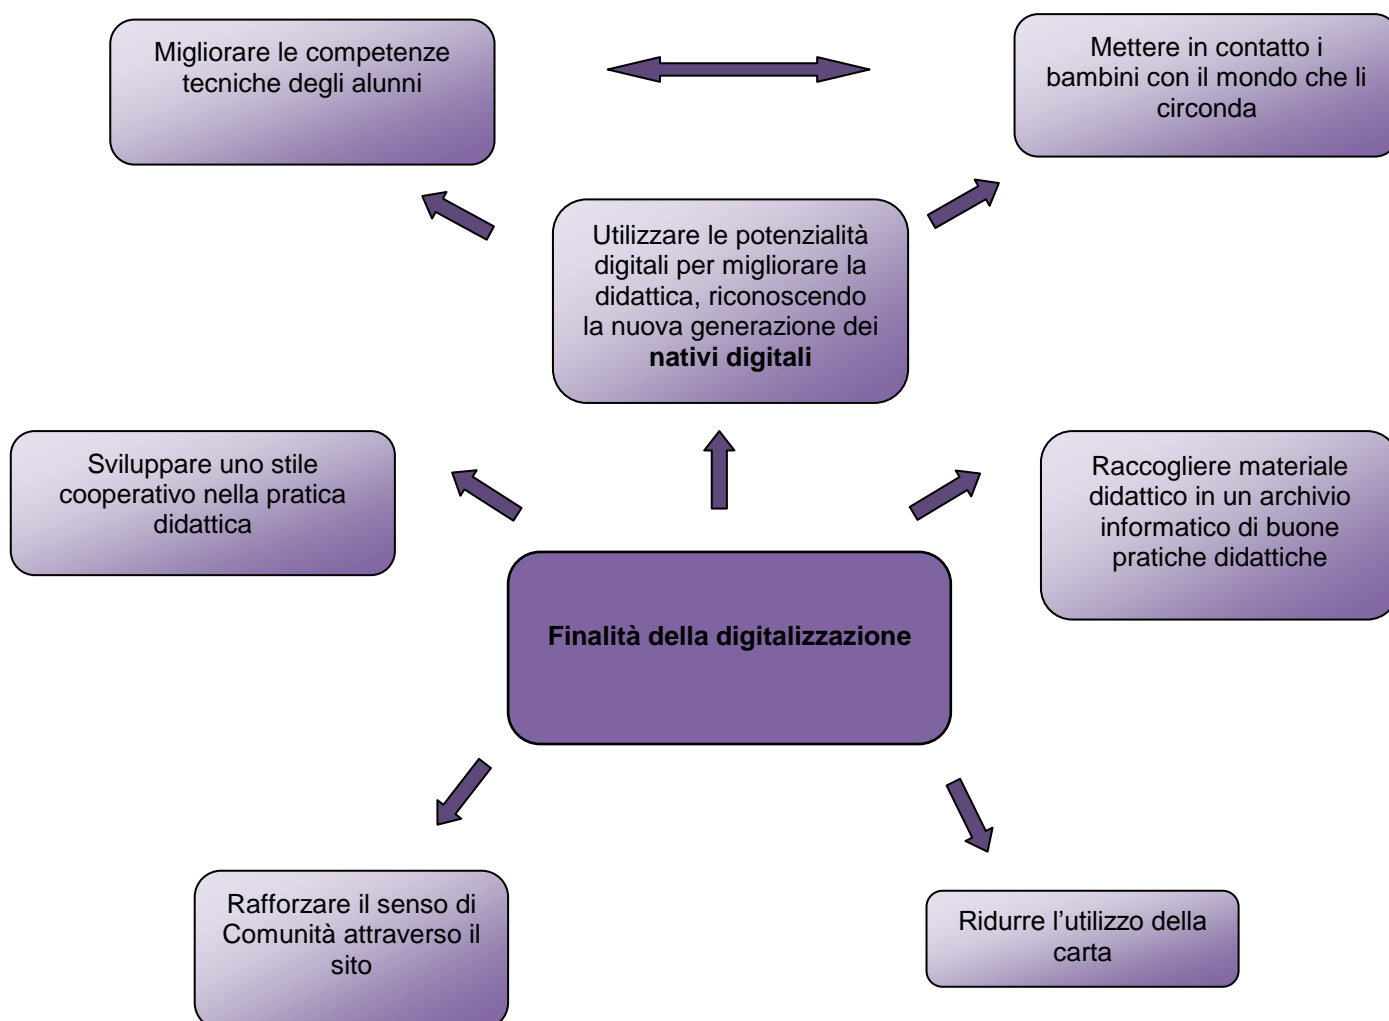 Migliorare le competenze
tecniche degli alunni
Mettere in contatto i
bambini con il mondo che li
circonda
Utilizzare le potenzialità
digitali per migliorare la
didattica, riconoscendo
la nuova generazione dei
nativi digitali
Sviluppare uno stile
cooperativo nella pratica
didattica
Raccogliere materiale
didattico in un archivio
informatico di buone
pratiche didattiche
Finalità della digitalizzazione
Rafforzare il senso di
Comunità attraverso il
sito
Ridurre l’utilizzo della
carta